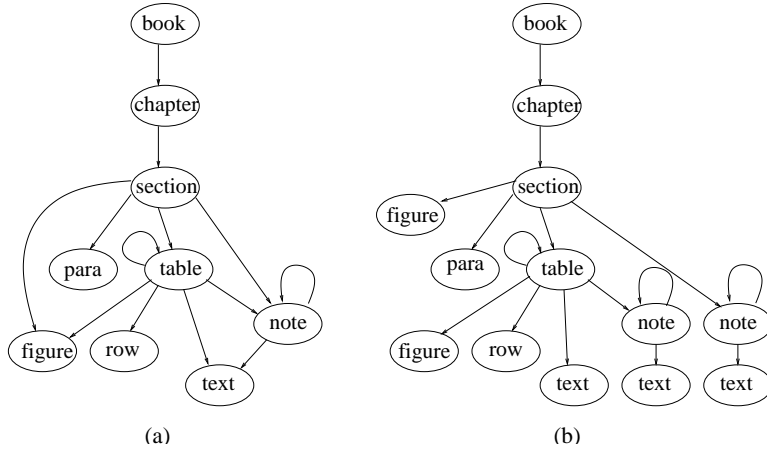 book
chapter
section
para
table
figure
row
note
text
(a)
book
chapter
section
figure
para
table
figure
row
note
note
text
text
text
(b)